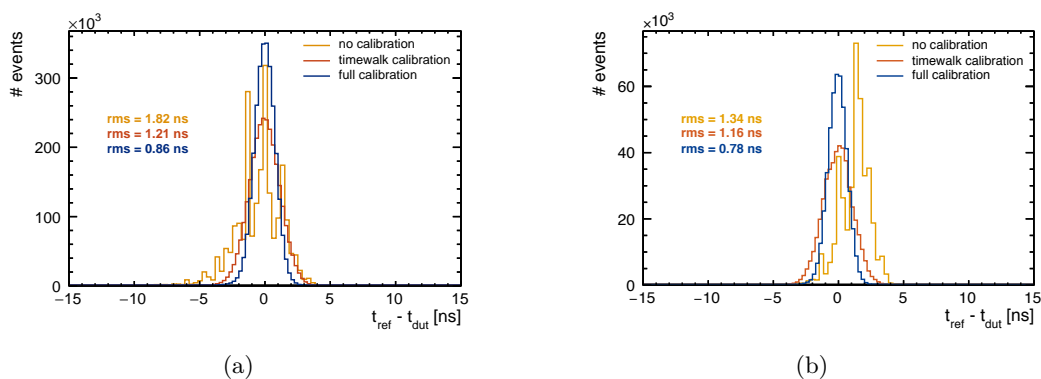 ×10³
# events
300
200
100
0
−15
−10
−5
0
5
10
15
t_ref - t_dut [ns]
no calibration
timewalk calibration
full calibration
rms = 1.82 ns
rms = 1.21 ns
rms = 0.86 ns
(a)
×10³
# events
60
40
20
0
−15
−10
−5
0
5
10
15
t_ref - t_dut [ns]
no calibration
timewalk calibration
full calibration
rms = 1.34 ns
rms = 1.16 ns
rms = 0.78 ns
(b)